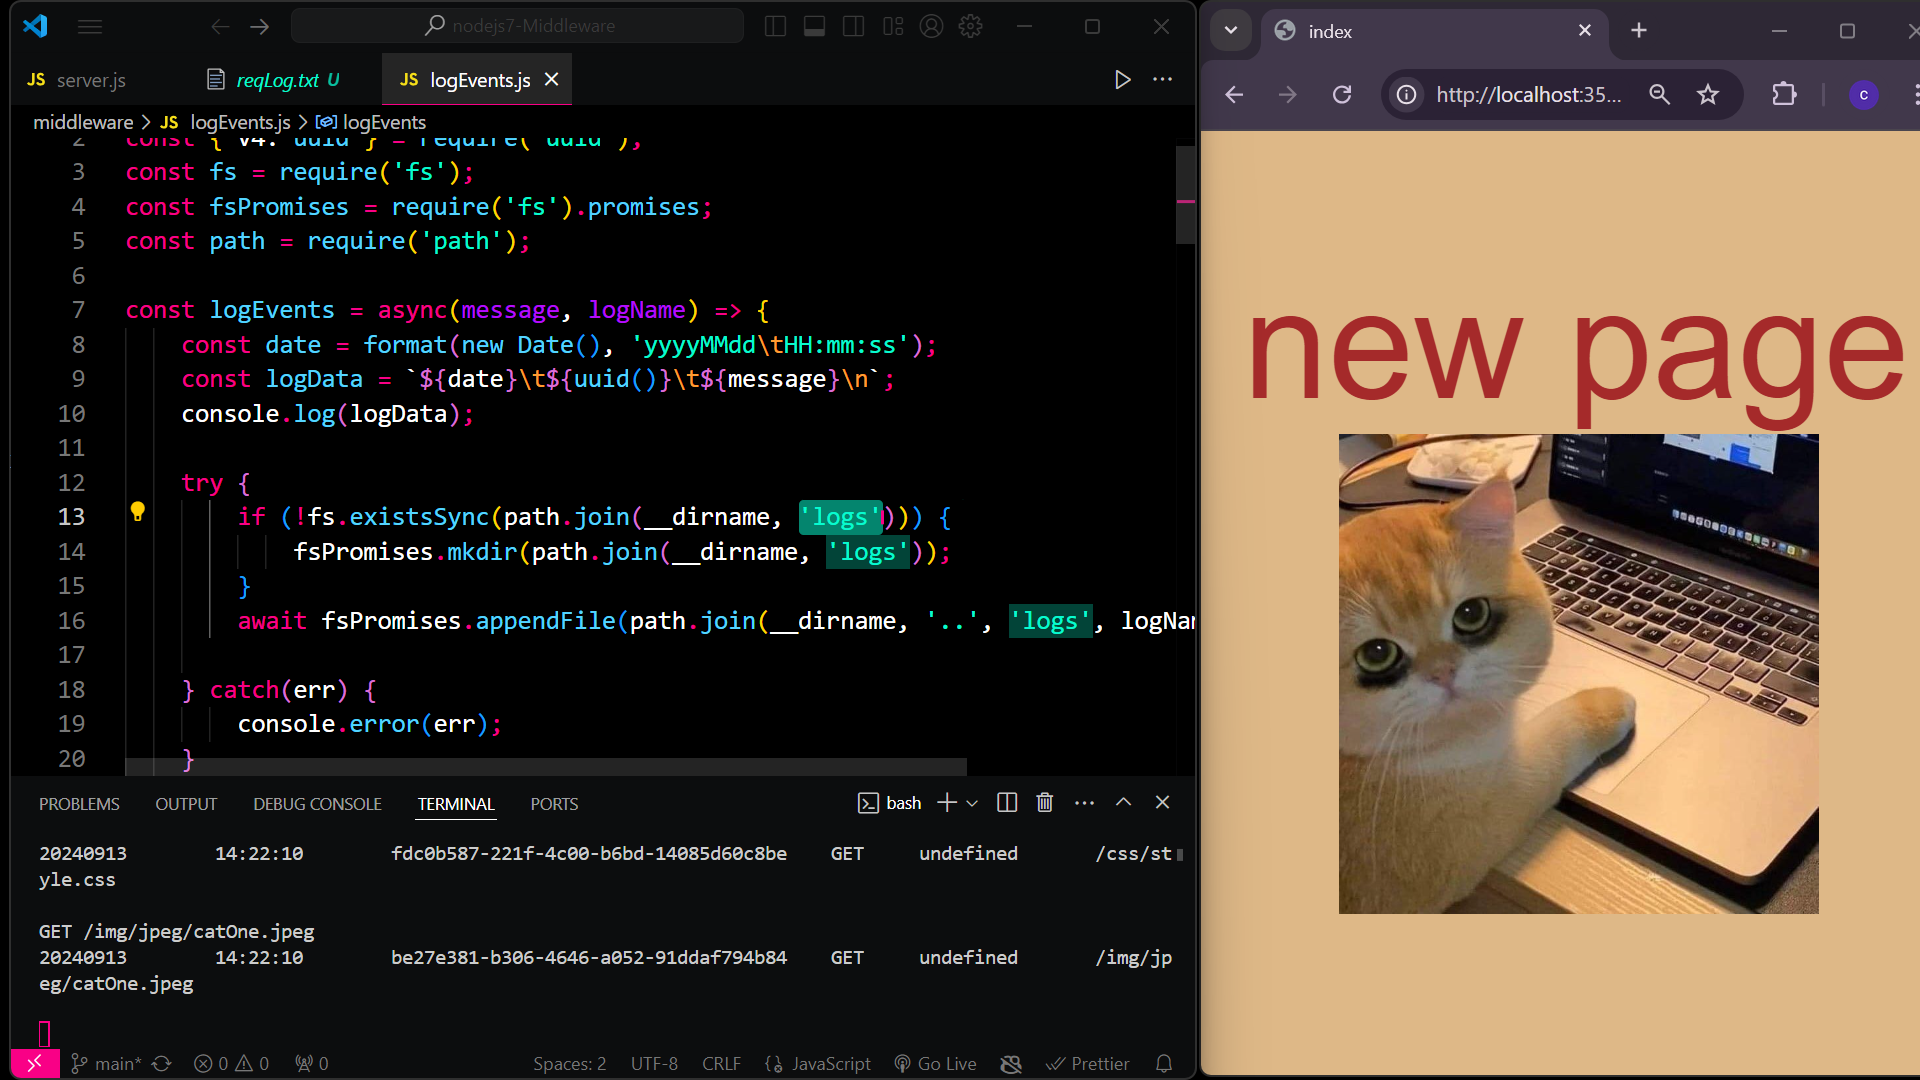 nodejs7-Middleware
JS server.js
reqLog.txt U
JS logEvents.js
middleware > JS logEvents.js > logEvents
2 const { v4: uuid } = require('uuid');
3 const fs = require('fs');
4 const fsPromises = require('fs').promises;
5 const path = require('path');
6
7 const logEvents = async(message, logName) => {
8 const date = format(new Date(), 'yyyyMMdd\tHH:mm:ss');
9 const logData = `${date}\t${uuid()}\t${message}\n`;
10 console.log(logData);
11
12 try {
13 if (!fs.existsSync(path.join(__dirname, 'logs'))) {
14 fsPromises.mkdir(path.join(__dirname, 'logs'));
15 }
16 await fsPromises.appendFile(path.join(__dirname, '..', 'logs', logNa
17
18 } catch(err) {
19 console.error(err);
20 }
PROBLEMS OUTPUT DEBUG CONSOLE TERMINAL PORTS bash
20240913 14:22:10 fdc0b587-221f-4c00-b6bd-14085d60c8be GET undefined /css/st
yle.css
GET /img/jpeg/catOne.jpeg
20240913 14:22:10 be27e381-b306-4646-a052-91ddaf794b84 GET undefined /img/jp
eg/catOne.jpeg
main* 0 0 0 Spaces: 2 UTF-8 CRLF JavaScript Go Live Prettier
index
http://localhost:35...
c
new page